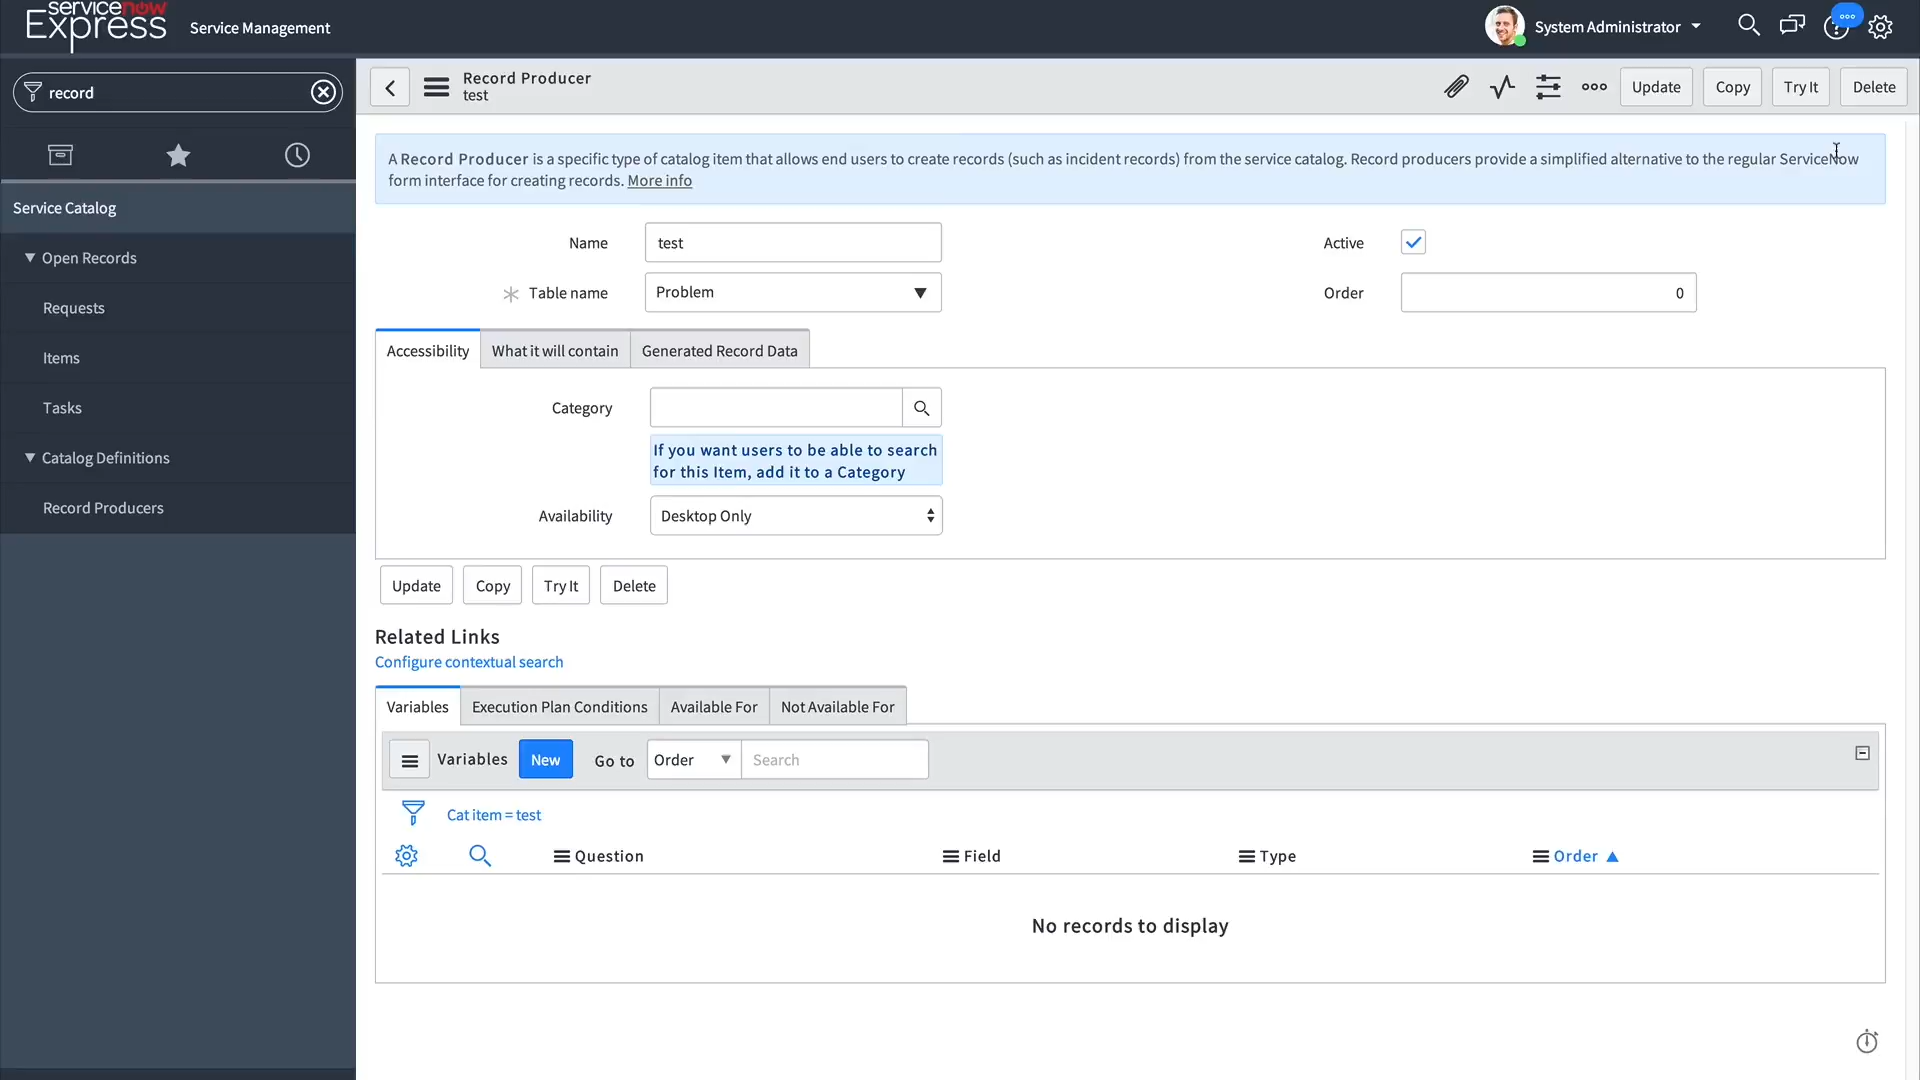 servicenow
Express
Service Management
System Administrator
record
Record Producer
test
Update
Copy
Try It
Delete
Service Catalog
Open Records
Requests
Items
Tasks
Catalog Definitions
Record Producers
A Record Producer is a specific type of catalog item that allows end users to create records (such as incident records) from the service catalog. Record producers provide a simplified alternative to the regular ServiceNow
form interface for creating records. More info
Name
test
Active
Table name
Problem
Order
0
Accessibility
What it will contain
Generated Record Data
Category
If you want users to be able to search
for this Item, add it to a Category
Availability
Desktop Only
Update
Copy
Try It
Delete
Related Links
Configure contextual search
Variables
Execution Plan Conditions
Available For
Not Available For
Variables
New
Go to
Order
Search
Cat item = test
Question
Field
Type
Order
No records to display